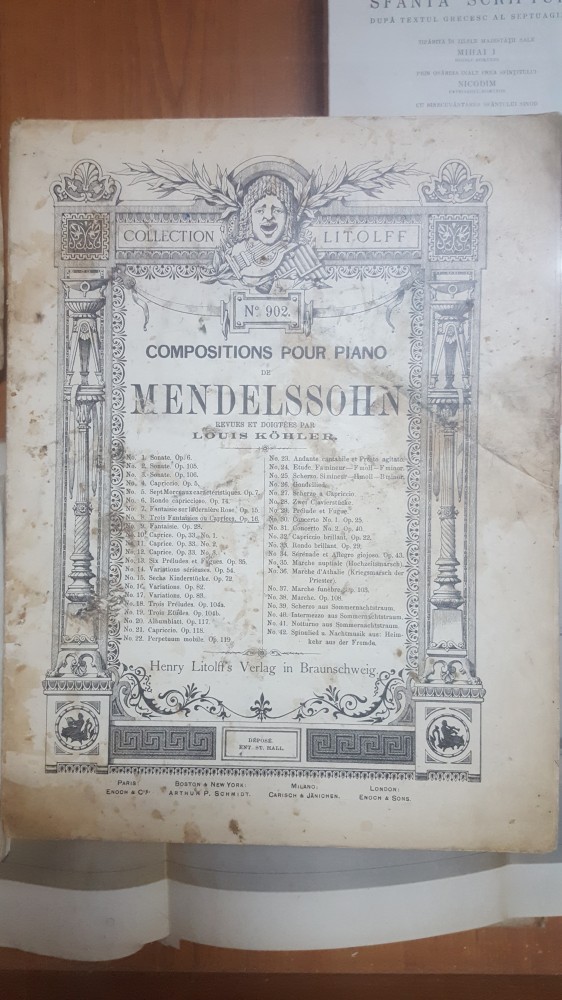 SFANTA SCRIPTUR
DUPĂ TEXTUL GRECESC AL SEPTUAGI
MIHAI I
NICODIM
COLLECTION LITOLFF
No 902.
COMPOSITIONS POUR PIANO
DE
MENDELSSOHN
REVUES ET DOIGTÉES PAR
LOUIS KÖHLER.
No. 1. Sonate, Op. 6.
No. 2. Sonate Op. 105.
No. 3. Sonate, Op. 106.
No. 4. Capriccio, Op. 5.
No. 5. Sept Morceaux caractéristiques. Op. 7.
No. 6. Rondo capriccioso. Op. 14.
No. 7. Fantaisie sur la dernière Rose, Op. 15.
No. 8. Trois Fantaisies ou Caprices, Op. 16.
No. 9. Fantaisie. Op. 28.
No. 10. Caprice. Op. 33. No. 1.
No. 11. Caprice. Op. 33. No. 2.
No. 12. Caprice. Op. 33. No. 3.
No. 13. Six Préludes et Fugues. Op. 35.
No. 14. Variations sérieuses. Op. 54.
No. 15. Sechs Kinderstücke. Op. 72.
No. 16. Variations. Op. 82.
No. 17. Variations. Op. 83.
No. 18. Trois Préludes. Op. 104a.
No. 19. Trois Etudes. Op. 104b.
No. 20. Albumblatt. Op. 117.
No. 21. Capriccio. Op. 118.
No. 22. Perpetuum mobile. Op. 119.
No. 23. Andante cantabile et Presto agitato.
No. 24. Etude Fa mineur—F moll—F minor.
No. 25. Scherzo Si mineur—H moll—B minor.
No. 26. Gondellied.
No. 27. Scherzo a Capriccio
No. 28. Zwei Clavierstücke.
No. 29. Prélude et Fugue
No. 30. Concerto No. 1. Op. 25.
No. 31. Concerto No. 2. Op. 40.
No. 32. Capriccio brillant. Op. 22.
No. 33. Rondo brillant. Op. 29.
No. 34. Sérénade et Allegro giojoso. Op. 43.
No. 35. March nuptiale (Hochzeitsmarsch).
No. 36. Marche d'Athalie (Kriegsmarsch der
Priester).
No. 37. Marche funèbre. Op. 103.
No. 38. Marche. Op. 108.
No. 39. Scherzo aus Sommernachtstraum.
No. 40. Intermezzo aus Sommernachtstraum.
No. 41. Notturno aus Sommernachtstraum.
No. 42. Spinnlied u. Nachtmusik aus: Heim-
kehr aus der Fremde.
Henry Litolff's Verlag in Braunschweig.
DÉPOSÉ.
ENT. ST. HALL.
PARIS: BOSTON & NEW YORK: MILANO: LONDON:
ENOCH & Cie. ARTHUR P. SCHMIDT. CARISCH & JÄNICHEN. ENOCH & SONS.